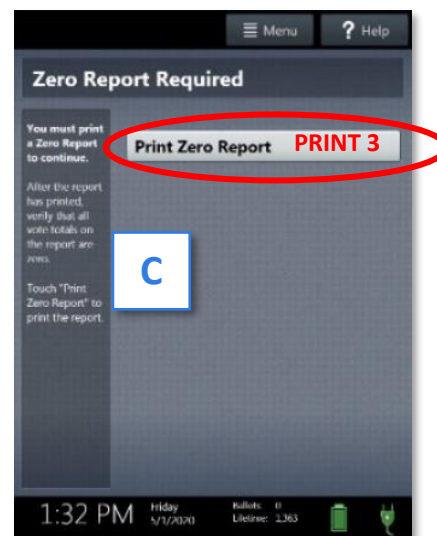 Menu
? Help
Zero Report Required
You must print
a Zero Report
to continue.
Print Zero Report PRINT 3
After the report
has printed,
verify that all
vote totals on
the report are
zero.
C
Touch "Print
Zero Report" to
print the report.
1:32 PM
Friday
5/1/2020
Ballots: 0
Lifetime: 1,363